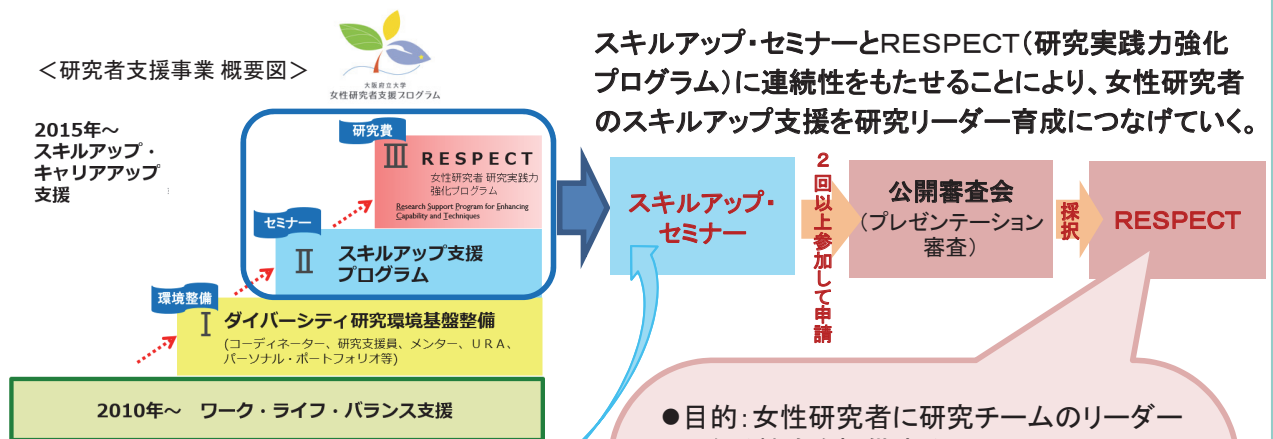 ＜研究者支援事業 概要図＞
大阪府立大学
女性研究者支援プログラム
2015年～
スキルアップ・
キャリアアップ
支援
研究費
Ⅲ RESPECT
女性研究者 研究実践力
強化プログラム
Research Support Program for Enhancing
Capability and Techniques
セミナー
Ⅱ スキルアップ支援
プログラム
環境整備
Ⅰ ダイバーシティ研究環境基盤整備
(コーディネーター、研究支援員、メンター、ＵＲＡ、
パーソナル・ポートフォリオ等)
2010年～ ワーク・ライフ・バランス支援
スキルアップ・セミナーとRESPECT（研究実践力強化
プログラム）に連続性をもたせることにより、女性研究者
のスキルアップ支援を研究リーダー育成につなげていく。
スキルアップ・
セミナー
２回以上参加して申請
公開審査会
（プレゼンテーション
審査）
採択
RESPECT
●目的：女性研究者に研究チームのリーダー